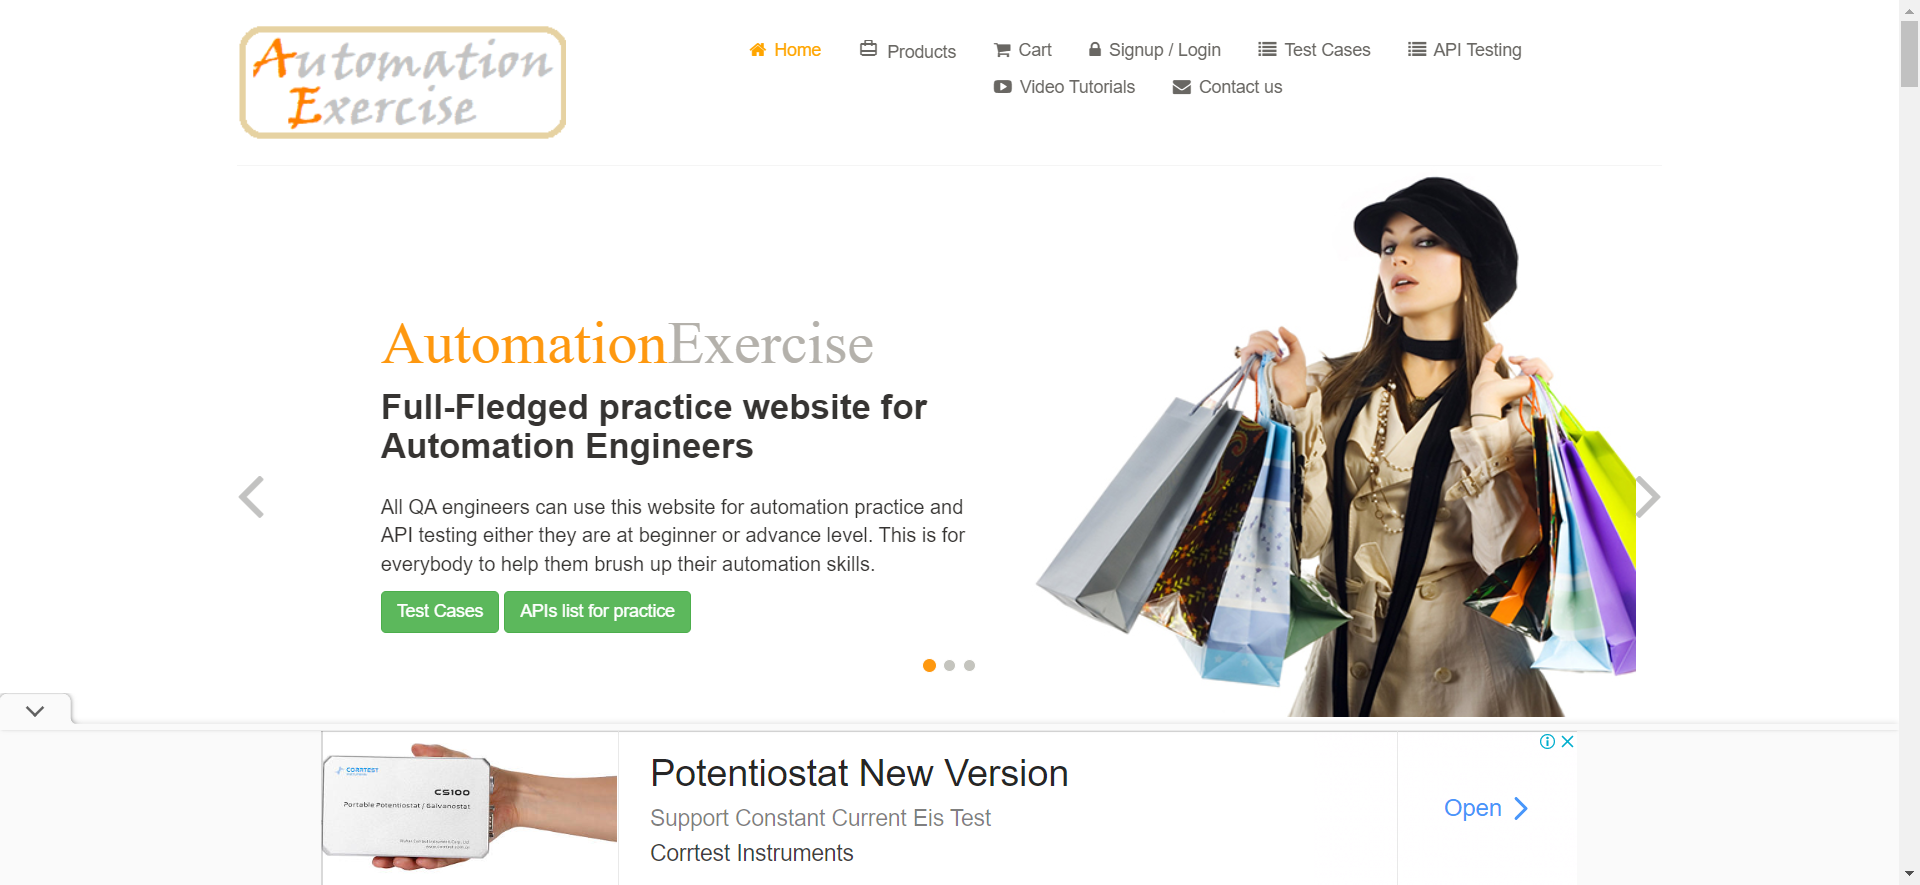 Automation
Exercise
Home
Products
Cart
Signup / Login
Test Cases
API Testing
Video Tutorials
Contact us
AutomationExercise
Full-Fledged practice website for
Automation Engineers
All QA engineers can use this website for automation practice and
API testing either they are at beginner or advance level. This is for
everybody to help them brush up their automation skills.
Test Cases
APIs list for practice
CORRTEST
CS100
Portable Potentiostat / Galvanostat
Potentiostat New Version
Support Constant Current Eis Test
Corrtest Instruments
Open